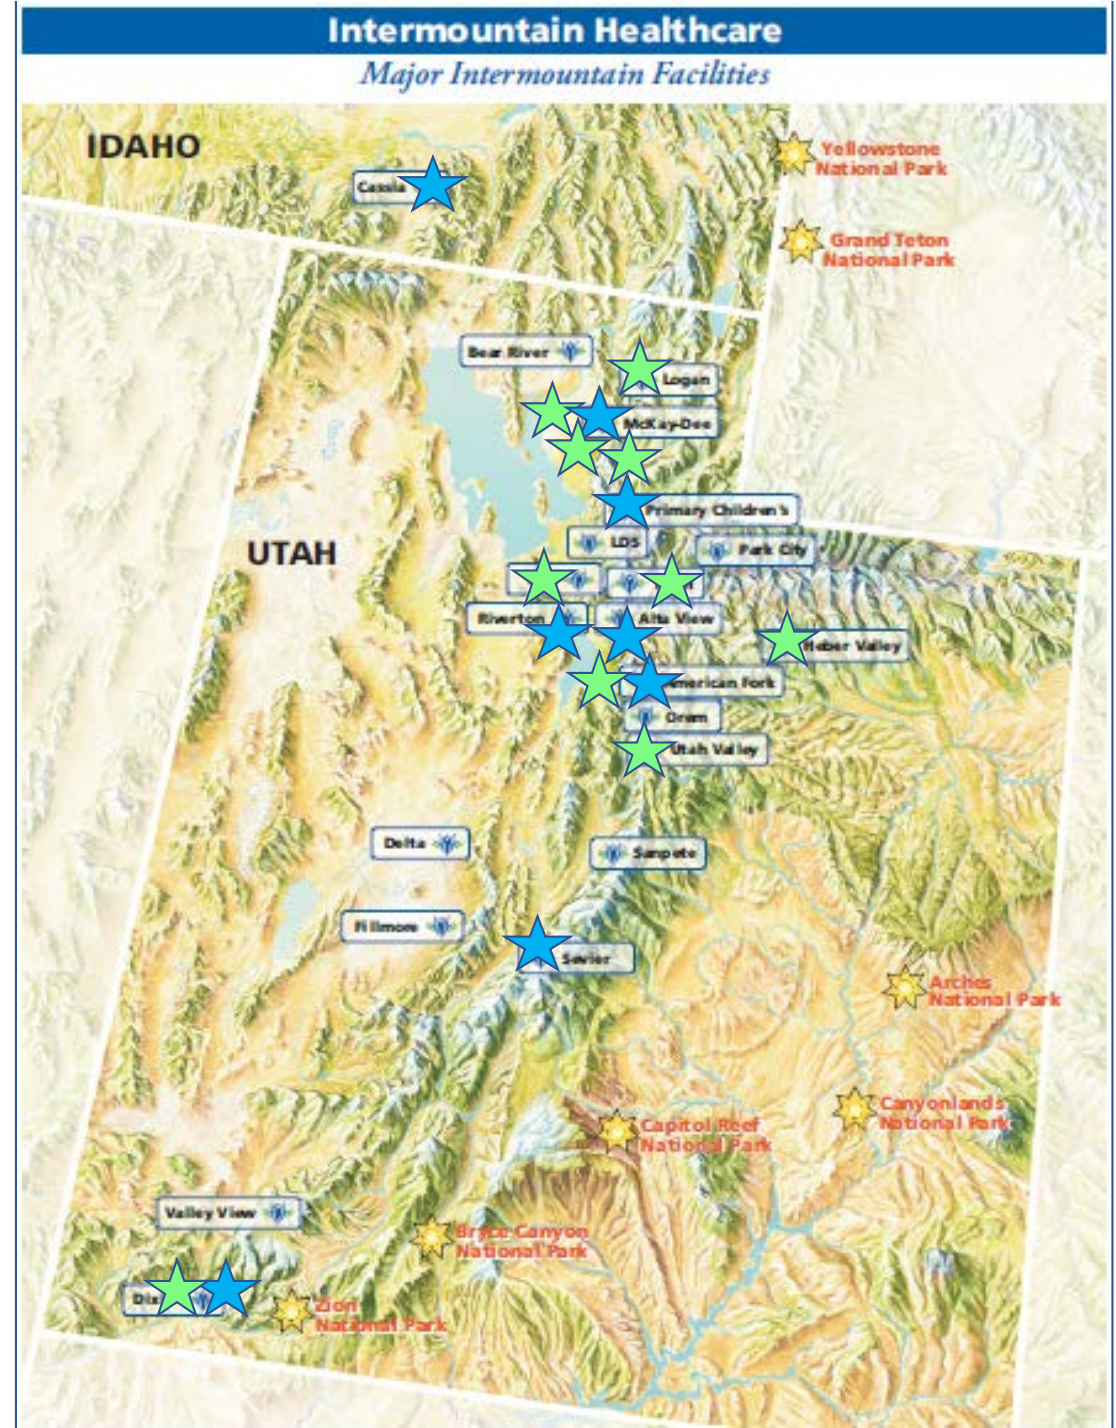 Intermountain Healthcare
Major Intermountain Facilities
IDAHO
Yellowstone
National Park
Cassia
Grand Teton
National Park
Bear River
Logan
McKay-Dee
Primary Children's
LDS
Park City
UTAH
Riverton
Alta View
Heber Valley
American Fork
Orem
Utah Valley
Delta
Sanpete
Fillmore
Sevier
Arches
National Park
Canyonlands
National Park
Capitol Reef
National Park
Valley View
Bryce Canyon
National Park
Zion
National Park